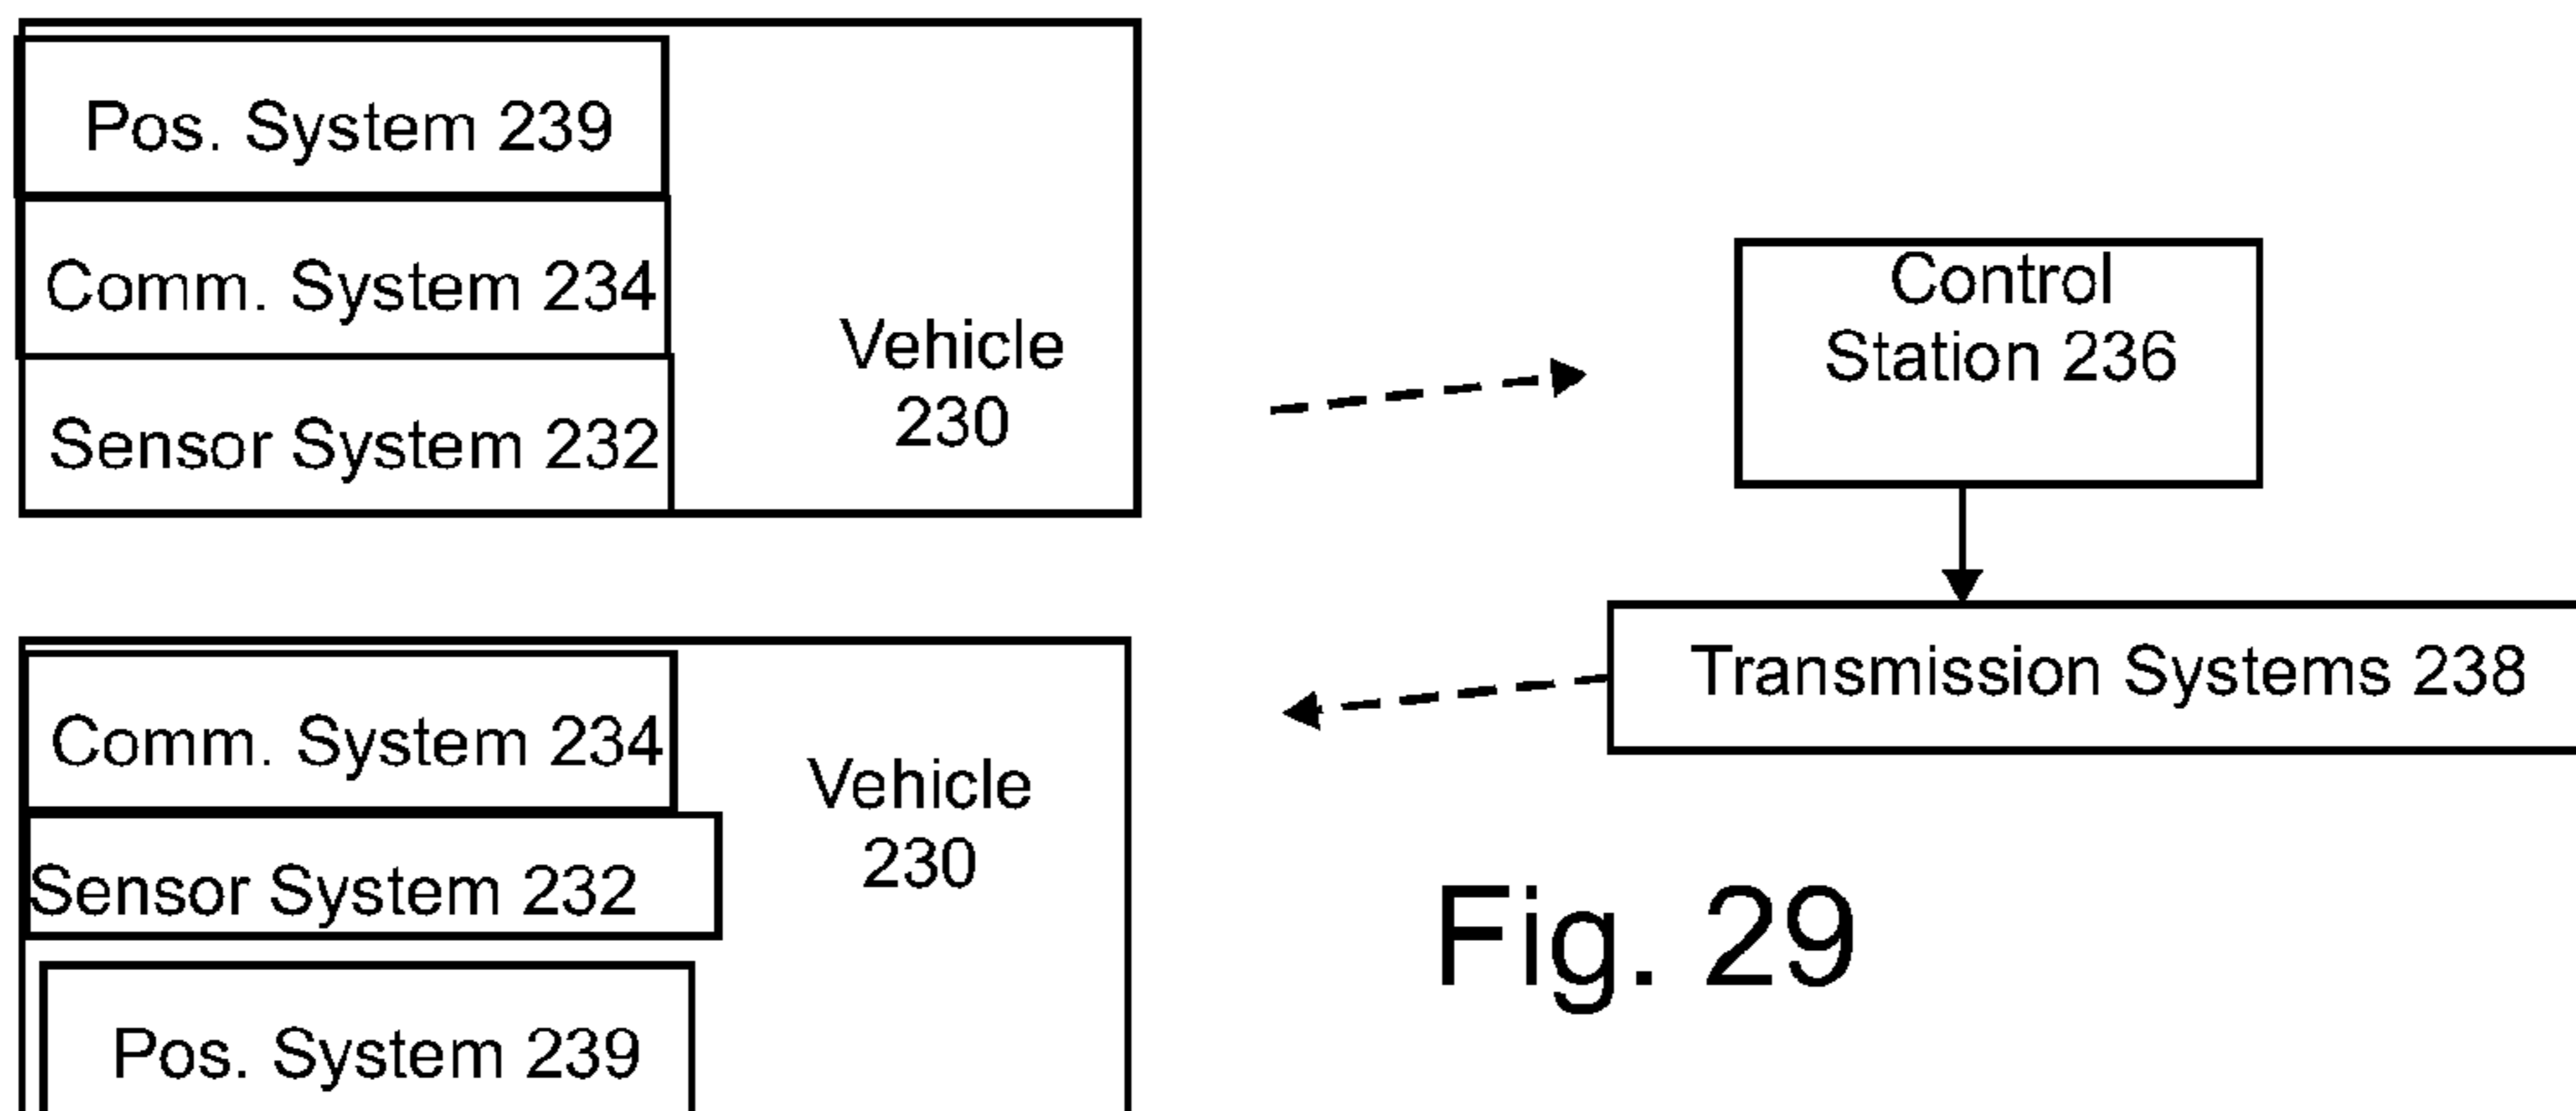 Pos. System 239
Comm. System 234
Sensor System 232
Vehicle
230
Control
Station 236
Transmission Systems 238
Comm. System 234
Sensor System 232
Pos. System 239
Vehicle
230
Fig. 29